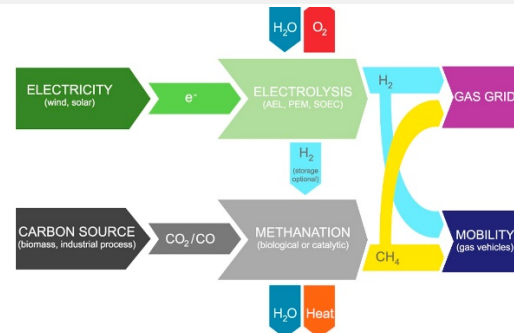 H₂O
O₂
ELECTRICITY
(wind, solar)
e⁻
ELECTROLYSIS
(AEL, PEM, SOEC)
H₂
GAS GRID
H₂
(storage
optional)
CARBON SOURCE
(biomass, industrial process)
CO₂/CO
METHANATION
(biological or catalytic)
CH₄
MOBILITY
(gas vehicles)
H₂O
Heat